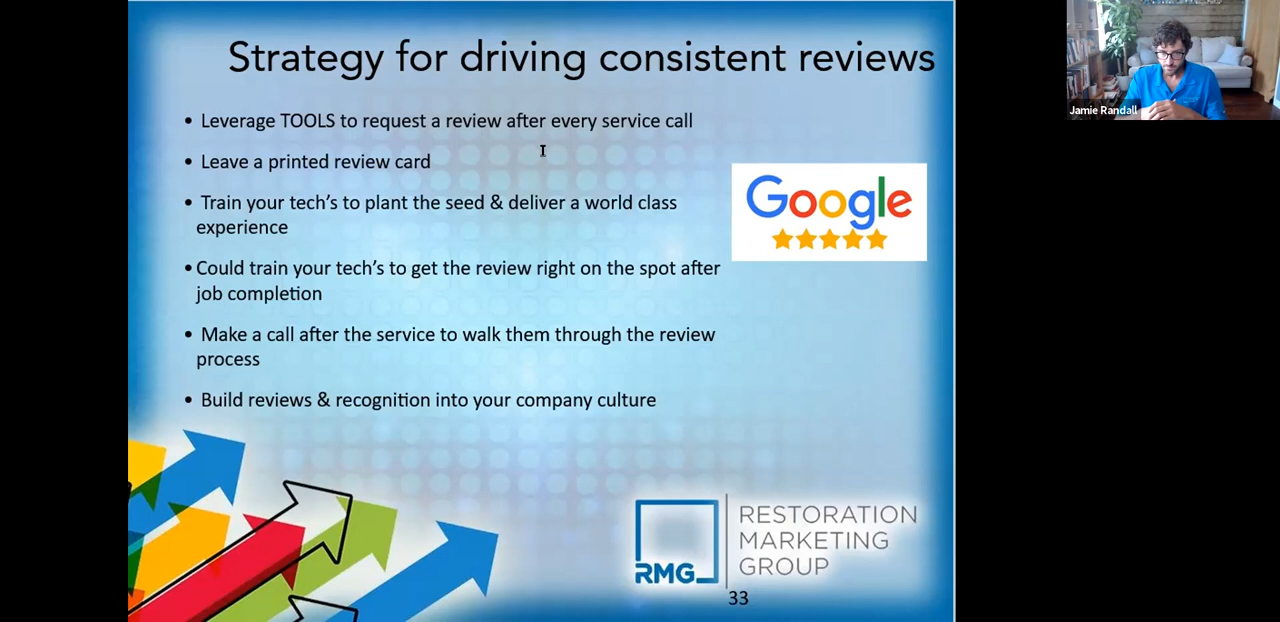 Strategy for driving consistent reviews
• Leverage TOOLS to request a review after every service call
• Leave a printed review card
• Train your tech's to plant the seed & deliver a world class
experience
• Could train your tech's to get the review right on the spot after
job completion
• Make a call after the service to walk them through the review
process
• Build reviews & recognition into your company culture
Google
RMG
RESTORATION
MARKETING
GROUP
33
Jamie Randall